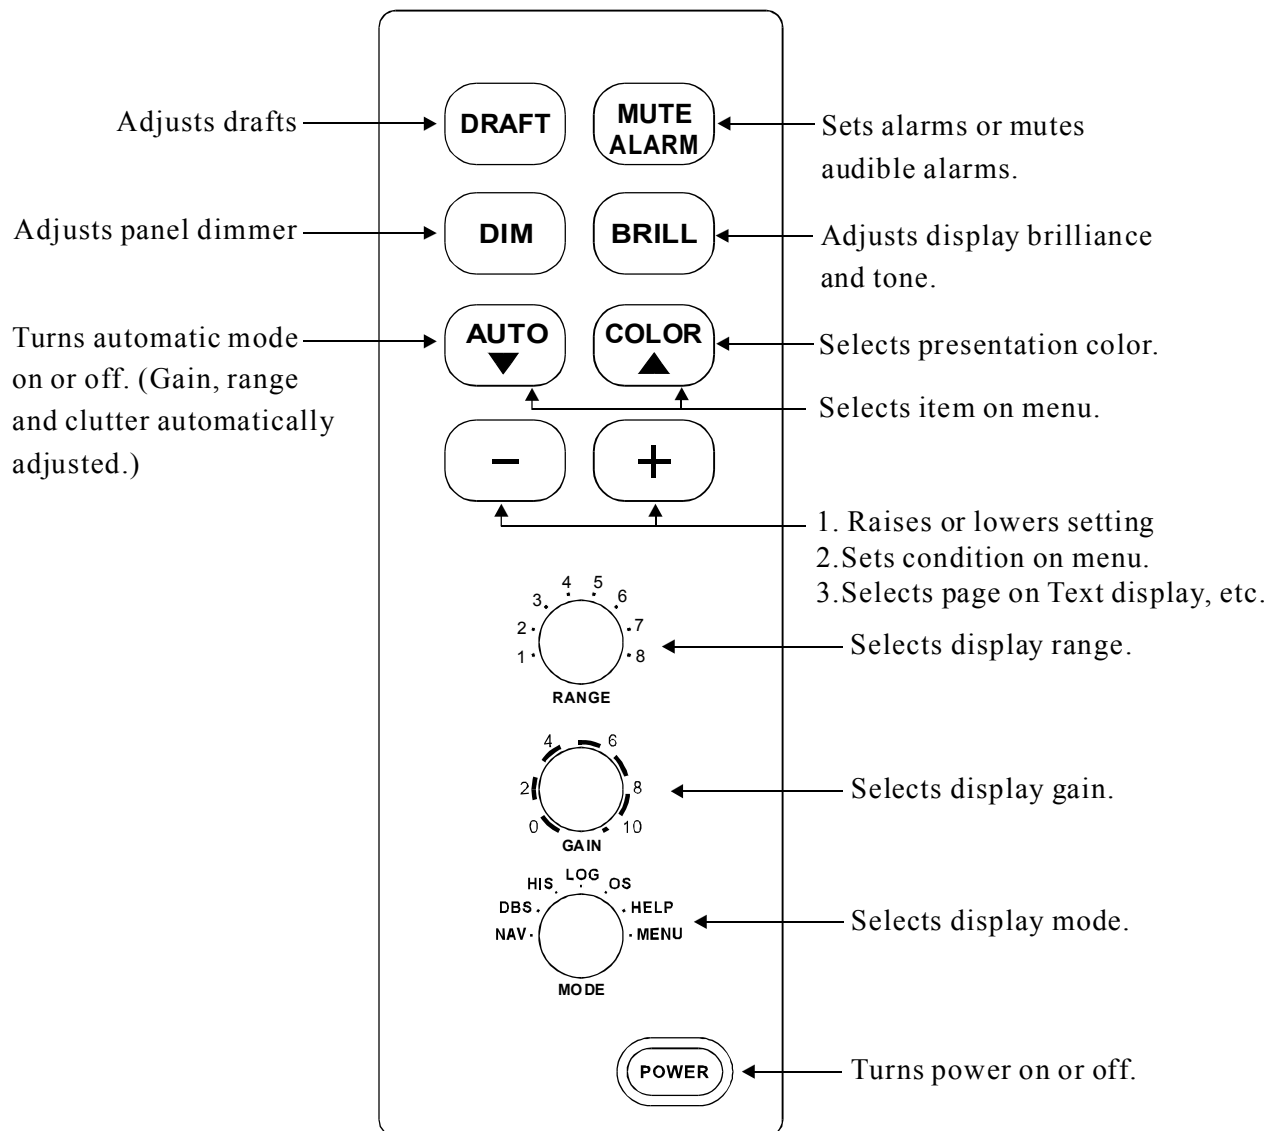 Adjusts drafts
DRAFT
MUTE
ALARM
Sets alarms or mutes
audible alarms.
Adjusts panel dimmer
DIM
BRILL
Adjusts display brilliance
and tone.
Turns automatic mode
on or off. (Gain, range
and clutter automatically
adjusted.)
AUTO
▼
COLOR
▲
Selects presentation color.
Selects item on menu.
−
+
1. Raises or lowers setting
2.Sets condition on menu.
3.Selects page on Text display, etc.
1
2
3
4
5
6
7
8
RANGE
Selects display range.
0
2
4
6
8
10
GAIN
Selects display gain.
NAV
DBS
HIS
LOG
OS
HELP
MENU
MODE
Selects display mode.
POWER
Turns power on or off.